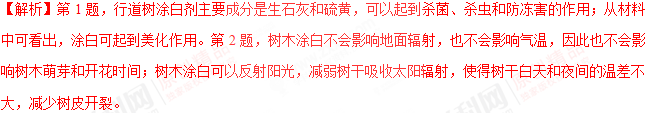 【解析】第 1 题，行道树涂白剂主要成分是生石灰和硫黄，可以起到杀菌、杀虫和防冻害的作用；从材
料中可看出，涂白可起到美化作用。第 2 题，树木涂白不会影响地面辐射，也不会影响气温，因此也不会影
响树木萌芽和开花时间；树木涂白可以反射阳光，减弱树干吸收太阳辐射，使得树干白天和夜间的温差不
大，减少树皮开裂。